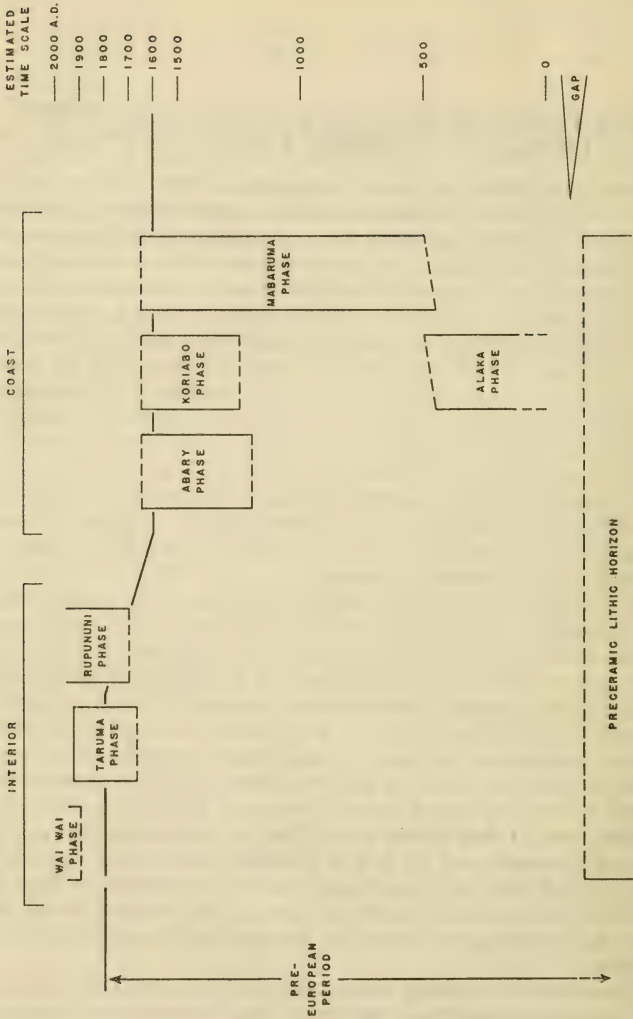 ESTIMATED
TIME SCALE
2000 A.D.
1900
1800
1700
1600
1500
1000
500
0
GAP
COAST
MABARUMA
PHASE
KORIABO
PHASE
ABARY
PHASE
ALAKA
PHASE
INTERIOR
RUPUNUNI
PHASE
TARUMA
PHASE
WAI WAI
PHASE
PRECERAMIC LITHIC HORIZON
PRE-
EUROPEAN
PERIOD